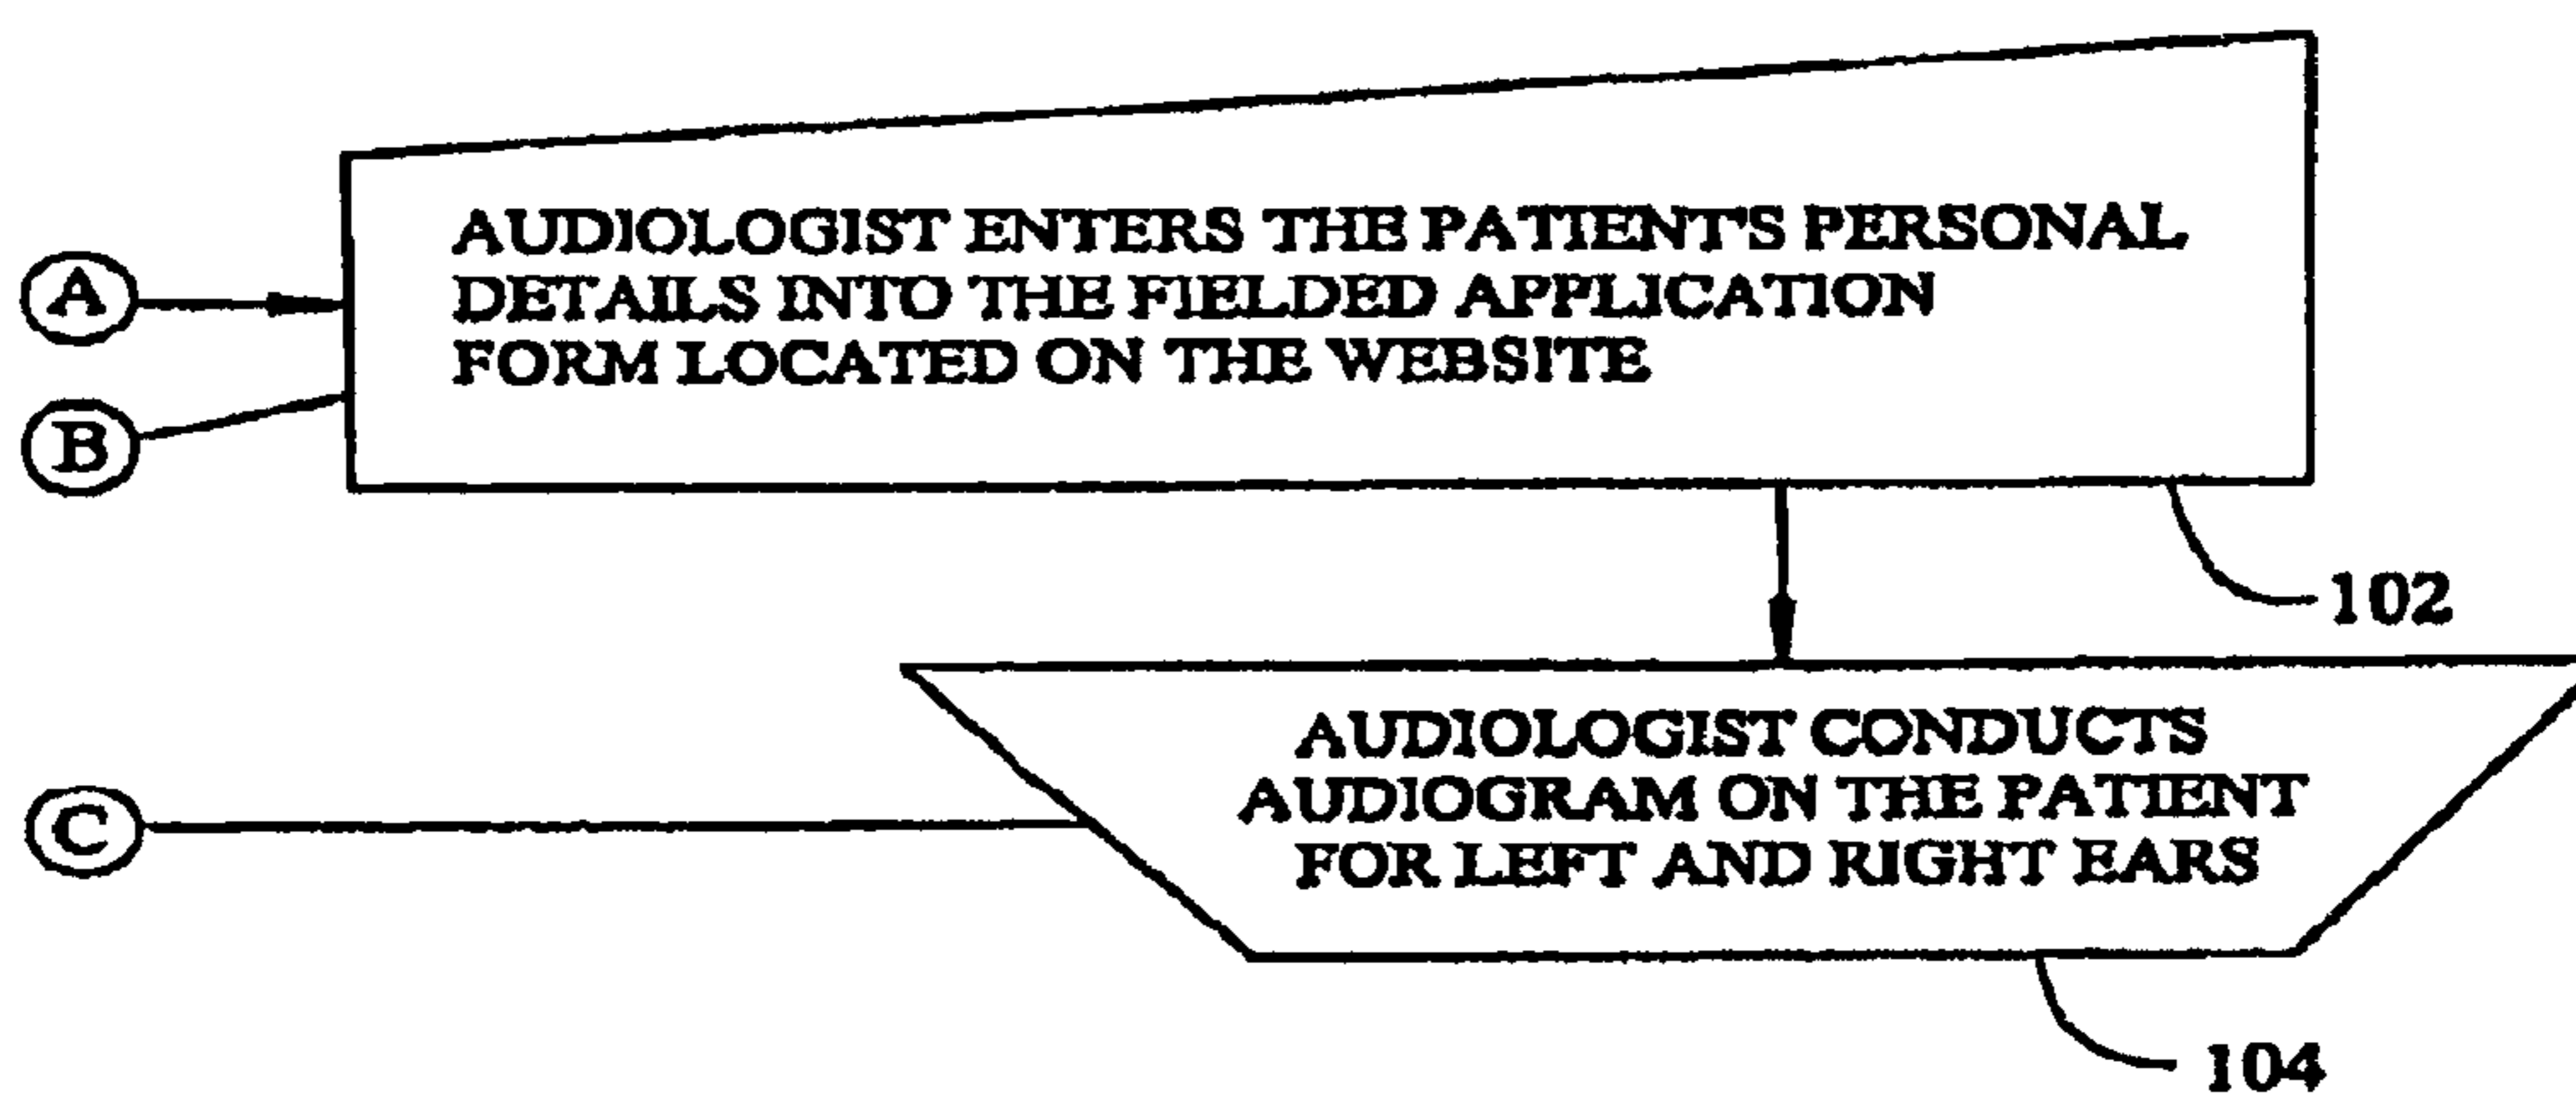 AUDIOLOGIST ENTERS THE PATIENT'S PERSONAL
DETAILS INTO THE FIELDED APPLICATION
FORM LOCATED ON THE WEBSITE
A
B
102
AUDIOLOGIST CONDUCTS
AUDIOGRAM ON THE PATIENT
FOR LEFT AND RIGHT EARS
C
104